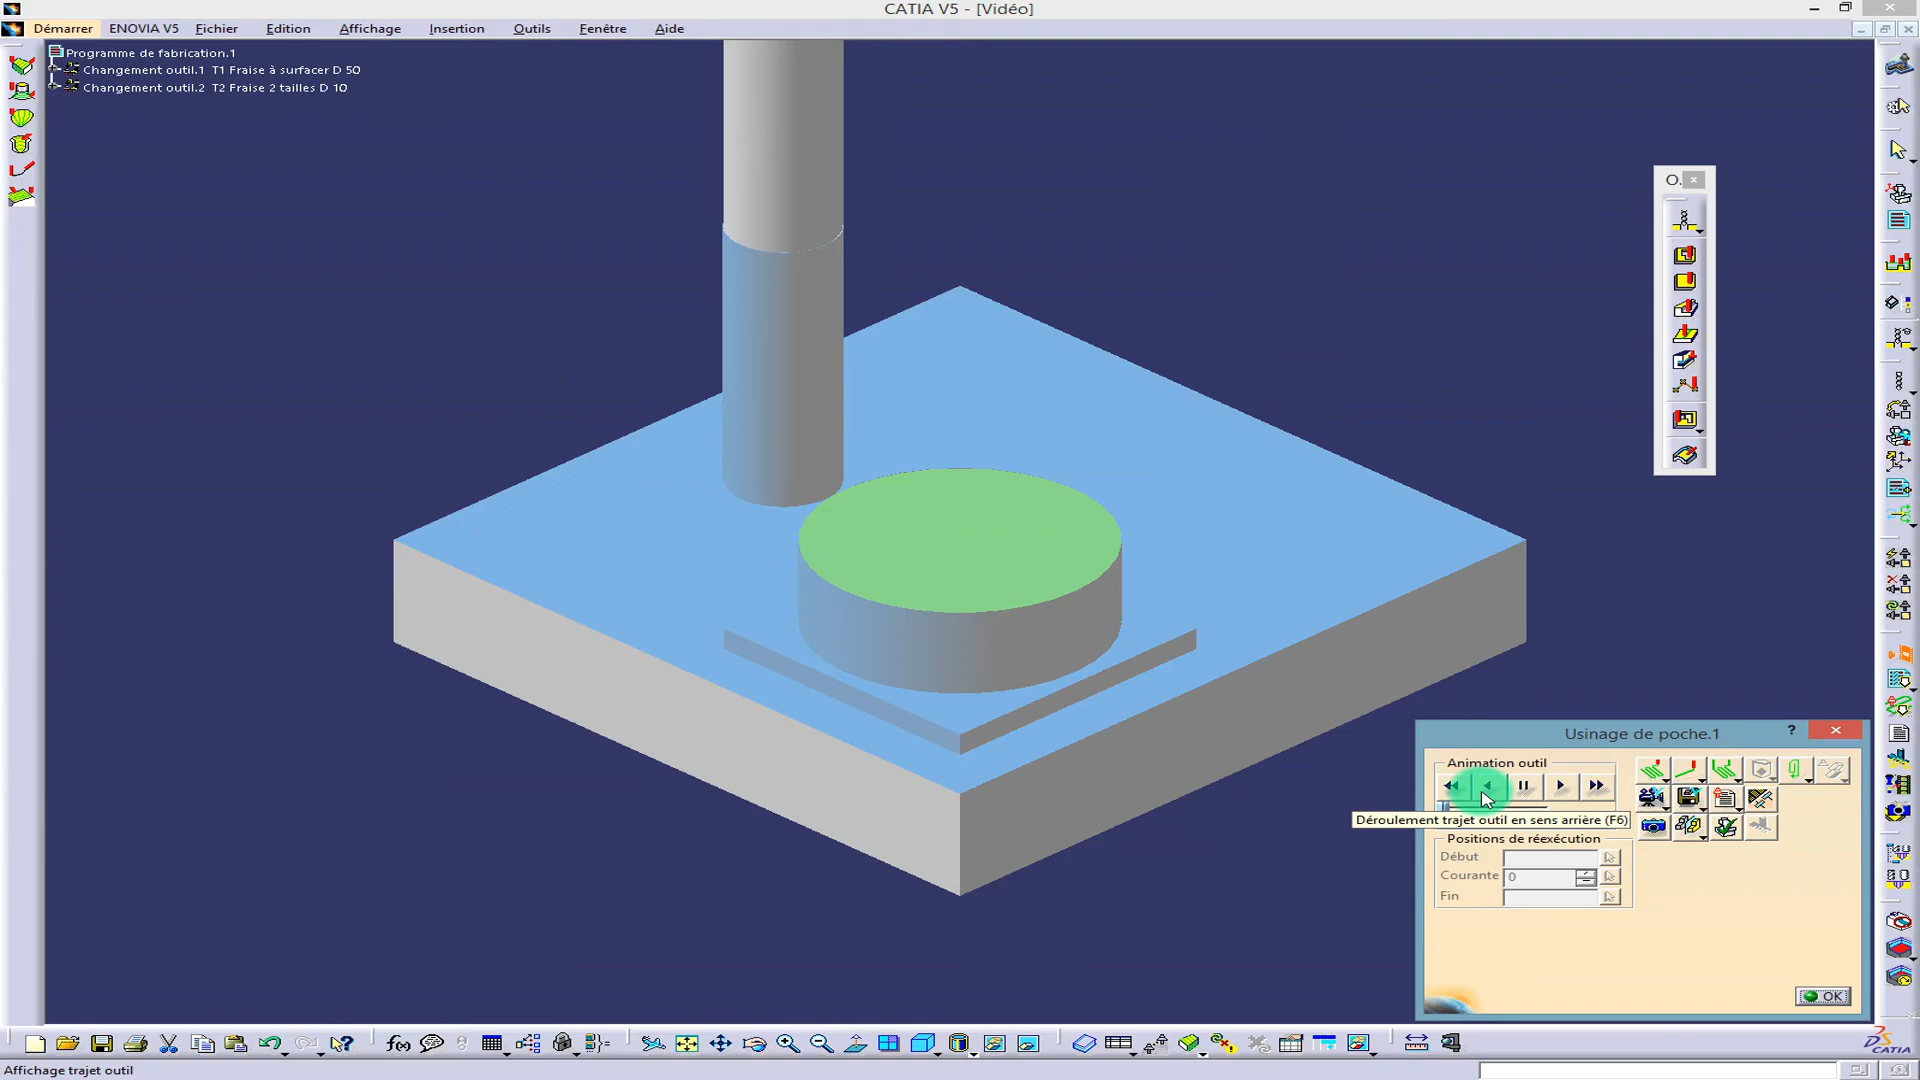 CATIA V5 - [Vidéo]
Démarrer ENOVIA V5 Fichier Edition Affichage Insertion Outils Fenêtre Aide
Programme de fabrication.1
Changement outil.1 T1 Fraise à surfacer D 50
Changement outil.2 T2 Fraise 2 tailles D 10
O.
Usinage de poche.1
Animation outil
Déroulement trajet outil en sens arrière (F6)
Positions de réexécution
Début
Courante 0
Fin
OK
CATIA
Affichage trajet outil